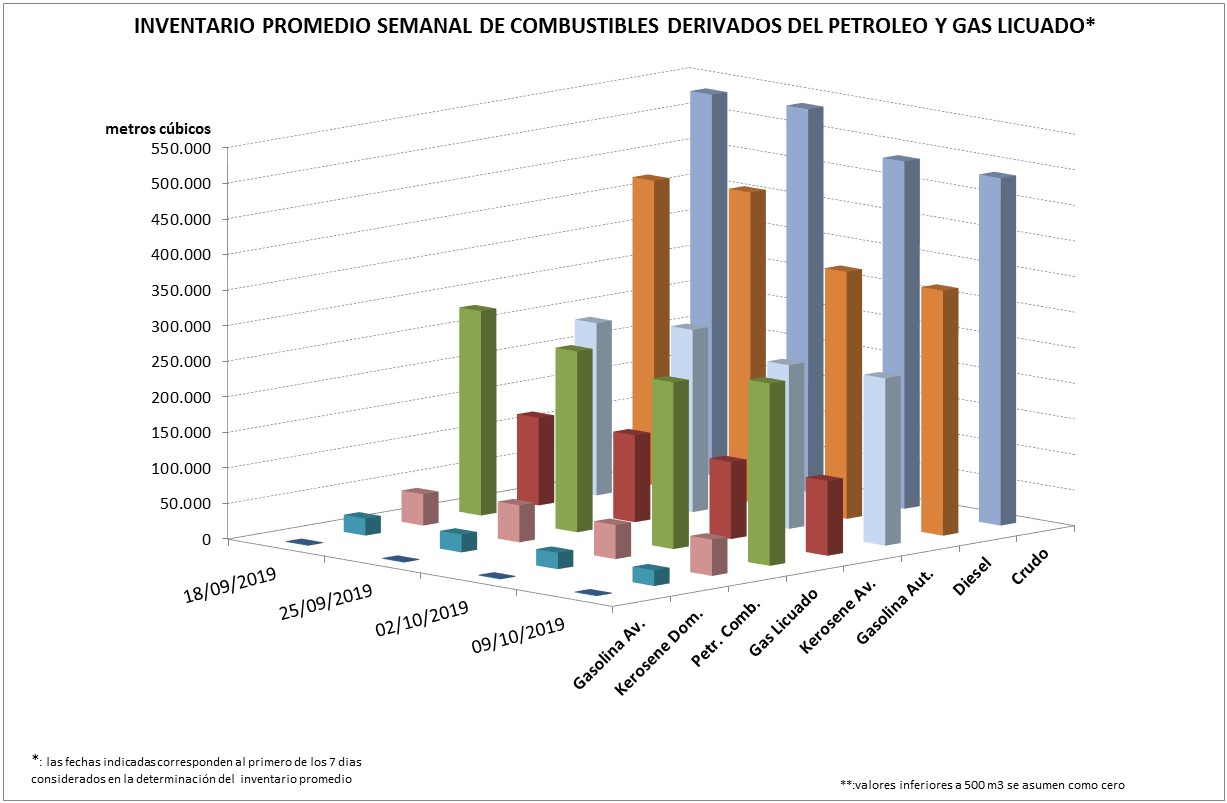 INVENTARIO PROMEDIO SEMANAL DE COMBUSTIBLES DERIVADOS DEL PETROLEO Y GAS LICUADO*
metros cúbicos
550.000
500.000
450.000
400.000
350.000
300.000
250.000
200.000
150.000
100.000
50.000
0
18/09/2019
25/09/2019
02/10/2019
09/10/2019
Gasolina Av.
Kerosene Dom.
Petr. Comb.
Gas Licuado
Kerosene Av.
Gasolina Aut.
Diesel
Crudo
*: las fechas indicadas corresponden al primero de los 7 dias
considerados en la determinación del inventario promedio
**:valores inferiores a 500 m3 se asumen como cero